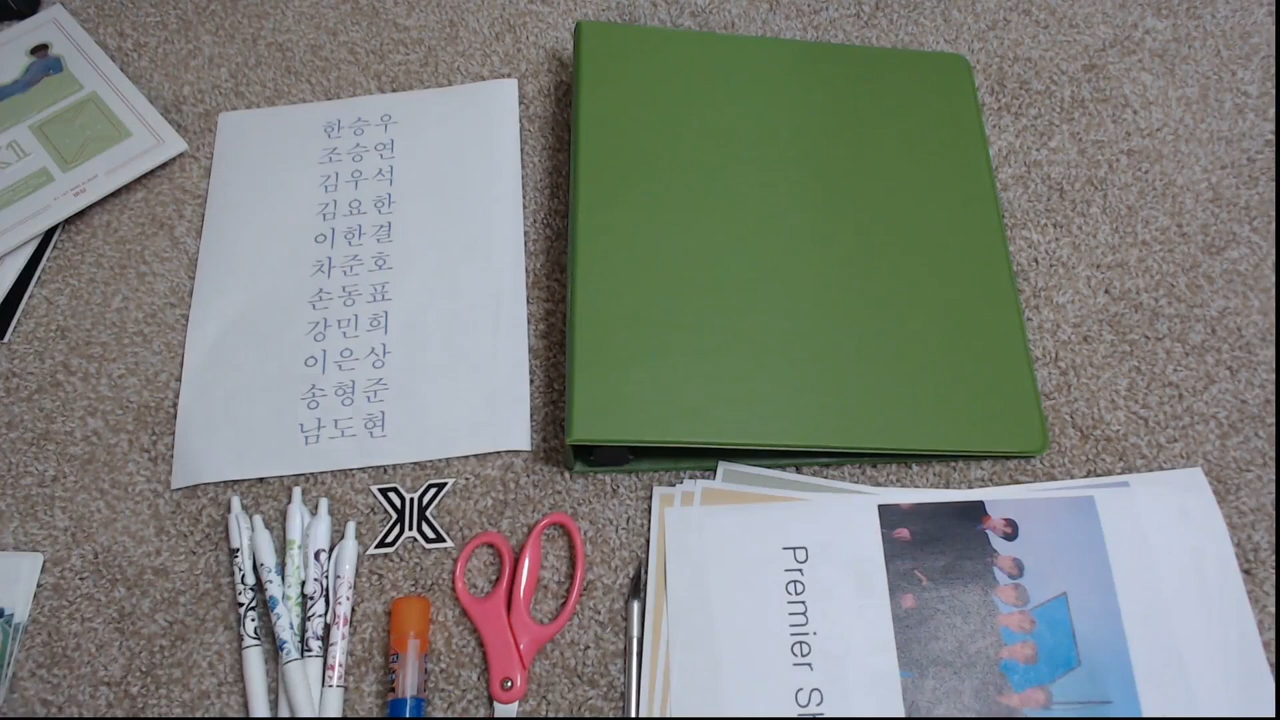 한승우
조승연
김우석
김요한
이한결
차준호
손동표
강민희
이은상
송형준
남도현
Premier Sh